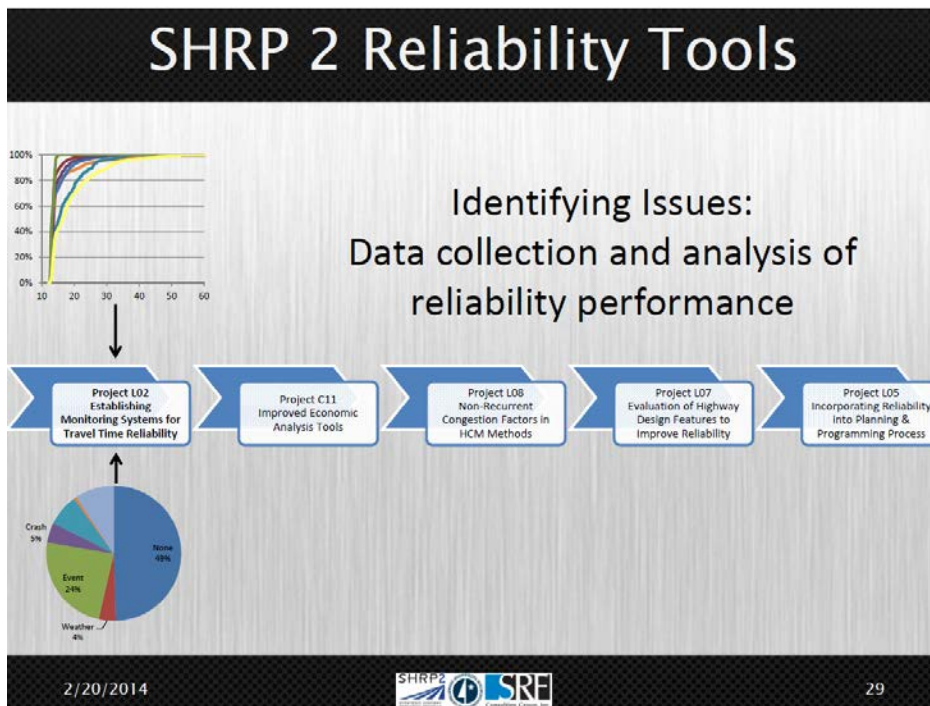 SHRP 2 Reliability Tools
100%
80%
60%
40%
20%
0%
10 20 30 40 50 60
Identifying Issues:
Data collection and analysis of
reliability performance
Project L02
Establishing
Monitoring Systems for
Travel Time Reliability
Project C11
Improved Economic
Analysis Tools
Project L08
Non-Recurrent
Congestion Factors in
HCM Methods
Project L07
Evaluation of Highway
Design Features to
Improve Reliability
Project L05
Incorporating Reliability
into Planning &
Programming Process
Crash
5%
None
49%
Event
24%
Weather
4%
2/20/2014
SHRP2
SRF
Consulting Group, Inc.
29